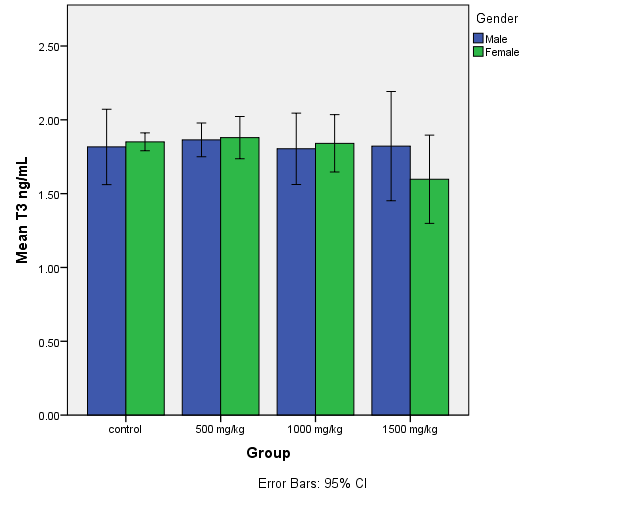 Gender
Male
Female
2.50
2.00
1.50
1.00
0.50
0.00
Mean T3 ng/mL
control 500 mg/kg 1000 mg/kg 1500 mg/kg
Group
Error Bars: 95% CI